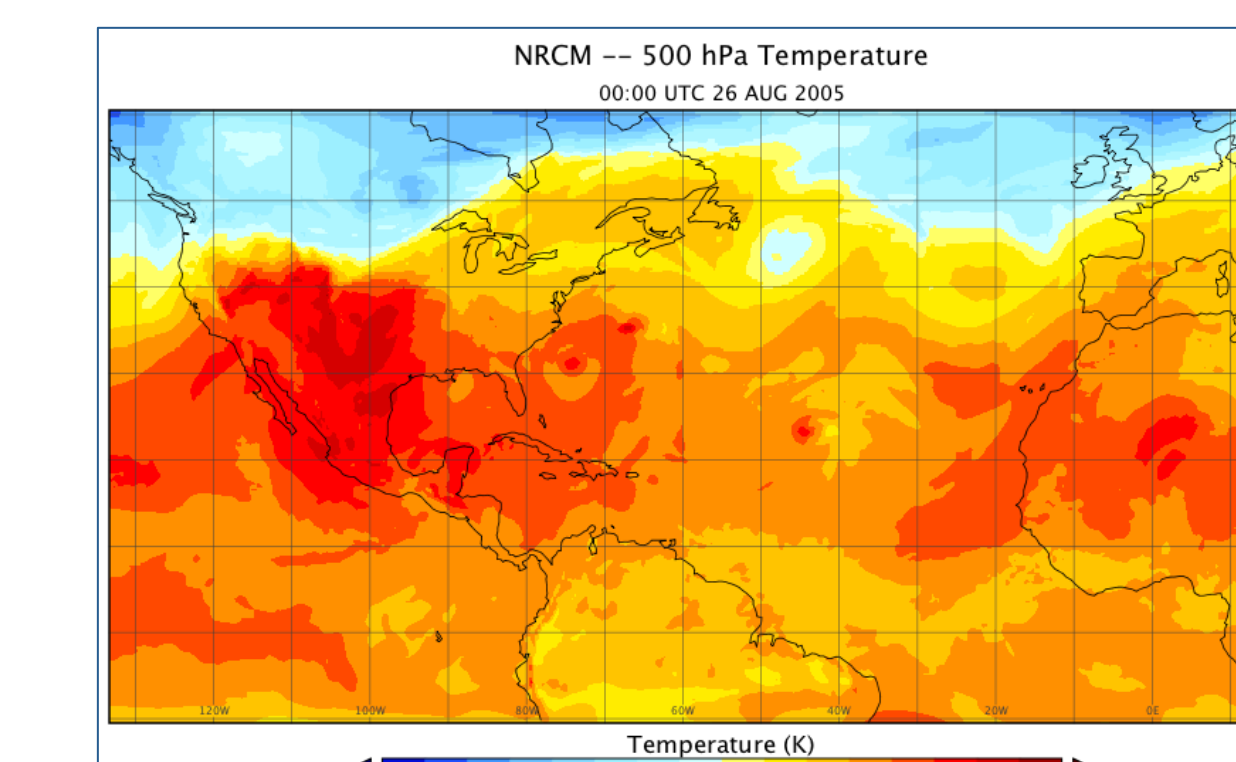 NRCM -- 500 hPa Temperature
00:00 UTC 26 AUG 2005
120W 100W 80W 60W 40W 20W 0E
Temperature (K)